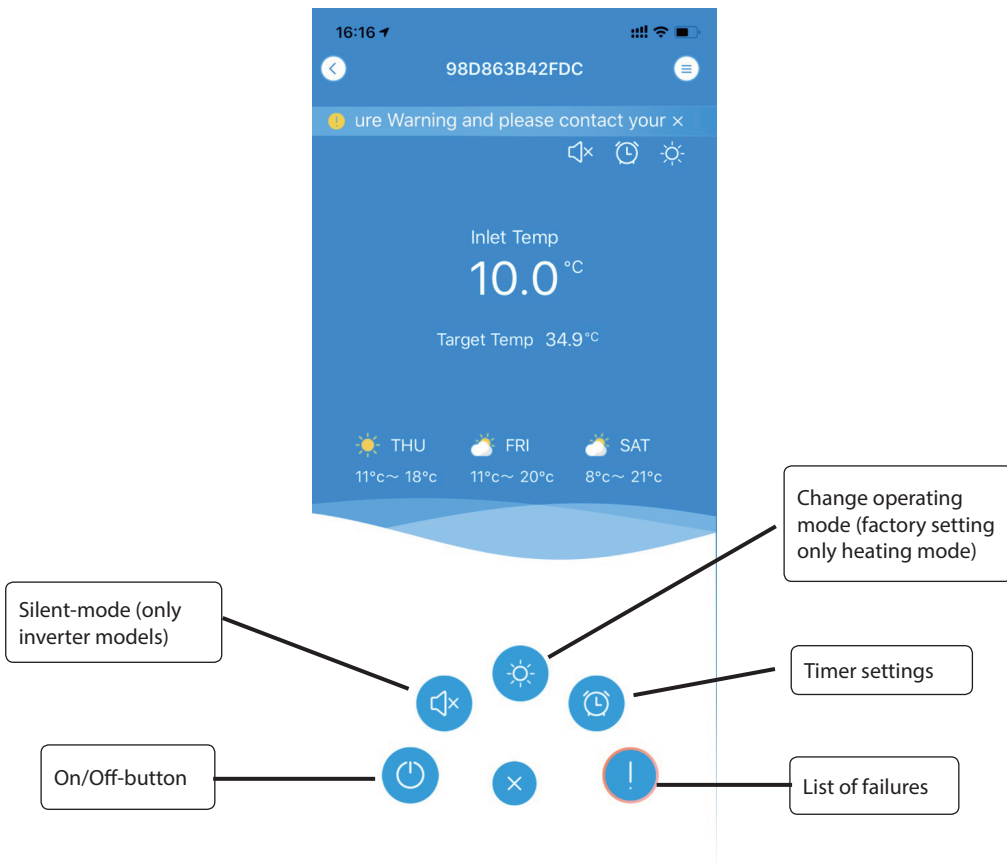 16:16
98D863B42FDC
ure Warning and please contact your ×
Inlet Temp
10.0 °C
Target Temp 34.9°C
THU FRI SAT
11°c~ 18°c 11°c~ 20°c 8°c~ 21°c
Change operating
mode (factory setting
only heating mode)
Silent-mode (only
inverter models)
Timer settings
On/Off-button
List of failures